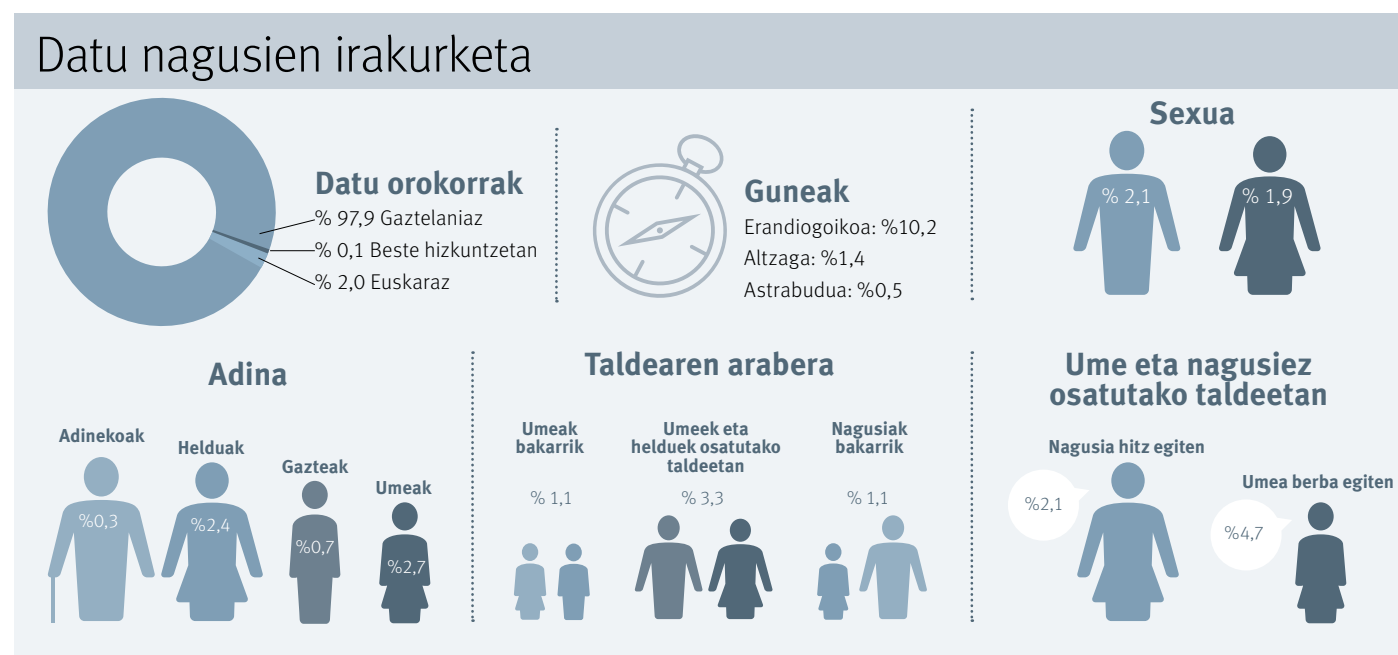 Datu nagusien irakurketa
Datu orokorrak
% 97,9 Gaztelaniaz
% 0,1 Beste hizkuntzetan
% 2,0 Euskaraz
Guneak
Erandiogoikoa: %10,2
Altzaga: %1,4
Astrabudua: %0,5
Sexua
% 2,1
% 1,9
Adina
Adinekoak
%0,3
Helduak
%2,4
Gazteak
%0,7
Umeak
%2,7
Taldearen arabera
Umeak
bakarrik
% 1,1
Umeek eta
helduek osatutako
taldeetan
% 3,3
Nagusiak
bakarrik
% 1,1
Ume eta nagusiez
osatutako taldeetan
Nagusia hitz egiten
%2,1
Umea berba egiten
%4,7